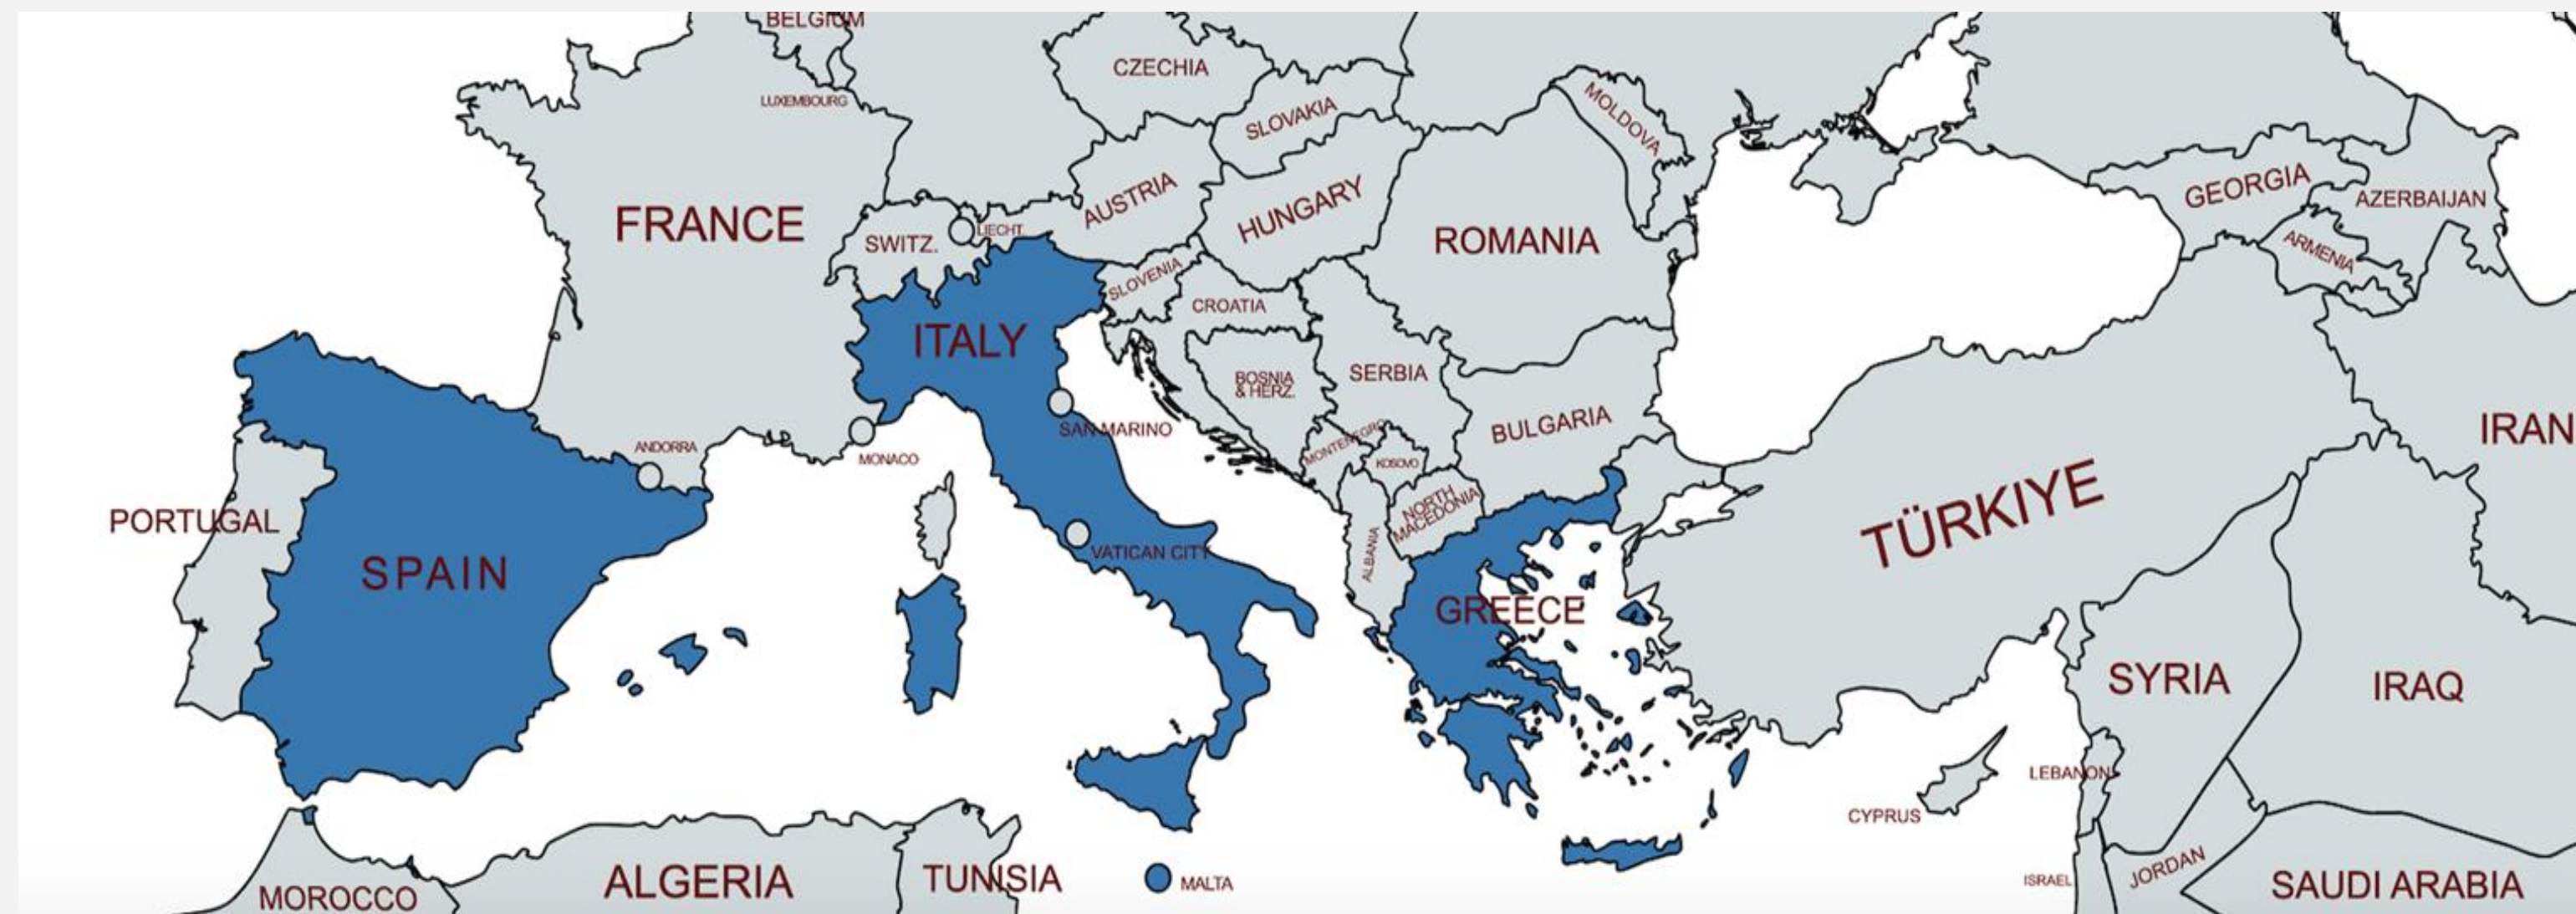 BELGIUM
CZECHIA
LUXEMBOURG
SLOVAKIA
MOLDOVA
FRANCE
AUSTRIA
HUNGARY
GEORGIA
AZERBAIJAN
SWITZ.
LIECHT.
ROMANIA
ARMENIA
SLOVENIA
CROATIA
ITALY
BOSNIA
& HERZ.
SERBIA
BULGARIA
IRAN
SAN MARINO
ANDORRA
MONACO
MONTENEGRO
KOSOVO
PORTUGAL
NORTH
MACEDONIA
TÜRKIYE
SPAIN
VATICAN CITY
ALBANIA
GREECE
SYRIA
IRAQ
LEBANON
CYPRUS
MOROCCO
ALGERIA
TUNISIA
MALTA
ISRAEL
JORDAN
SAUDI ARABIA